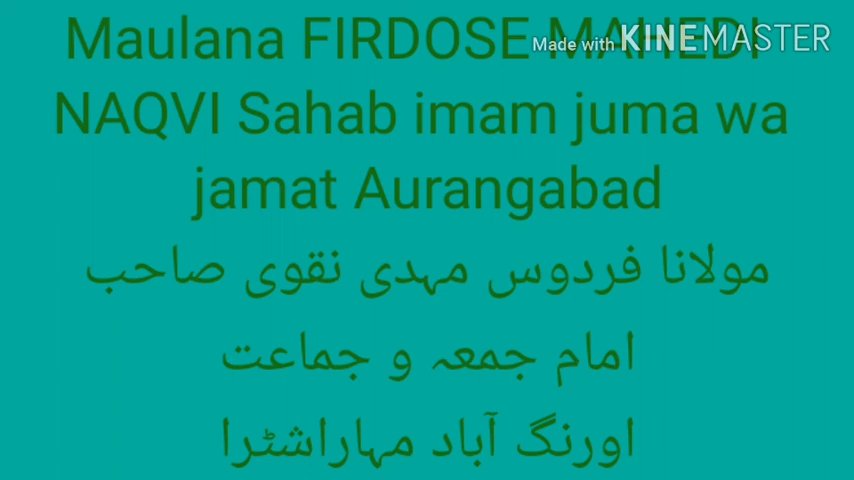 Maulana FIRDOSE MAHEDI
Made with KINEMASTER
NAQVI Sahab imam juma wa
jamat Aurangabad
مولانا فردوس مہدی نقوی صاحب
امام جمعہ و جماعت
اورنگ آباد مہاراشٹرا